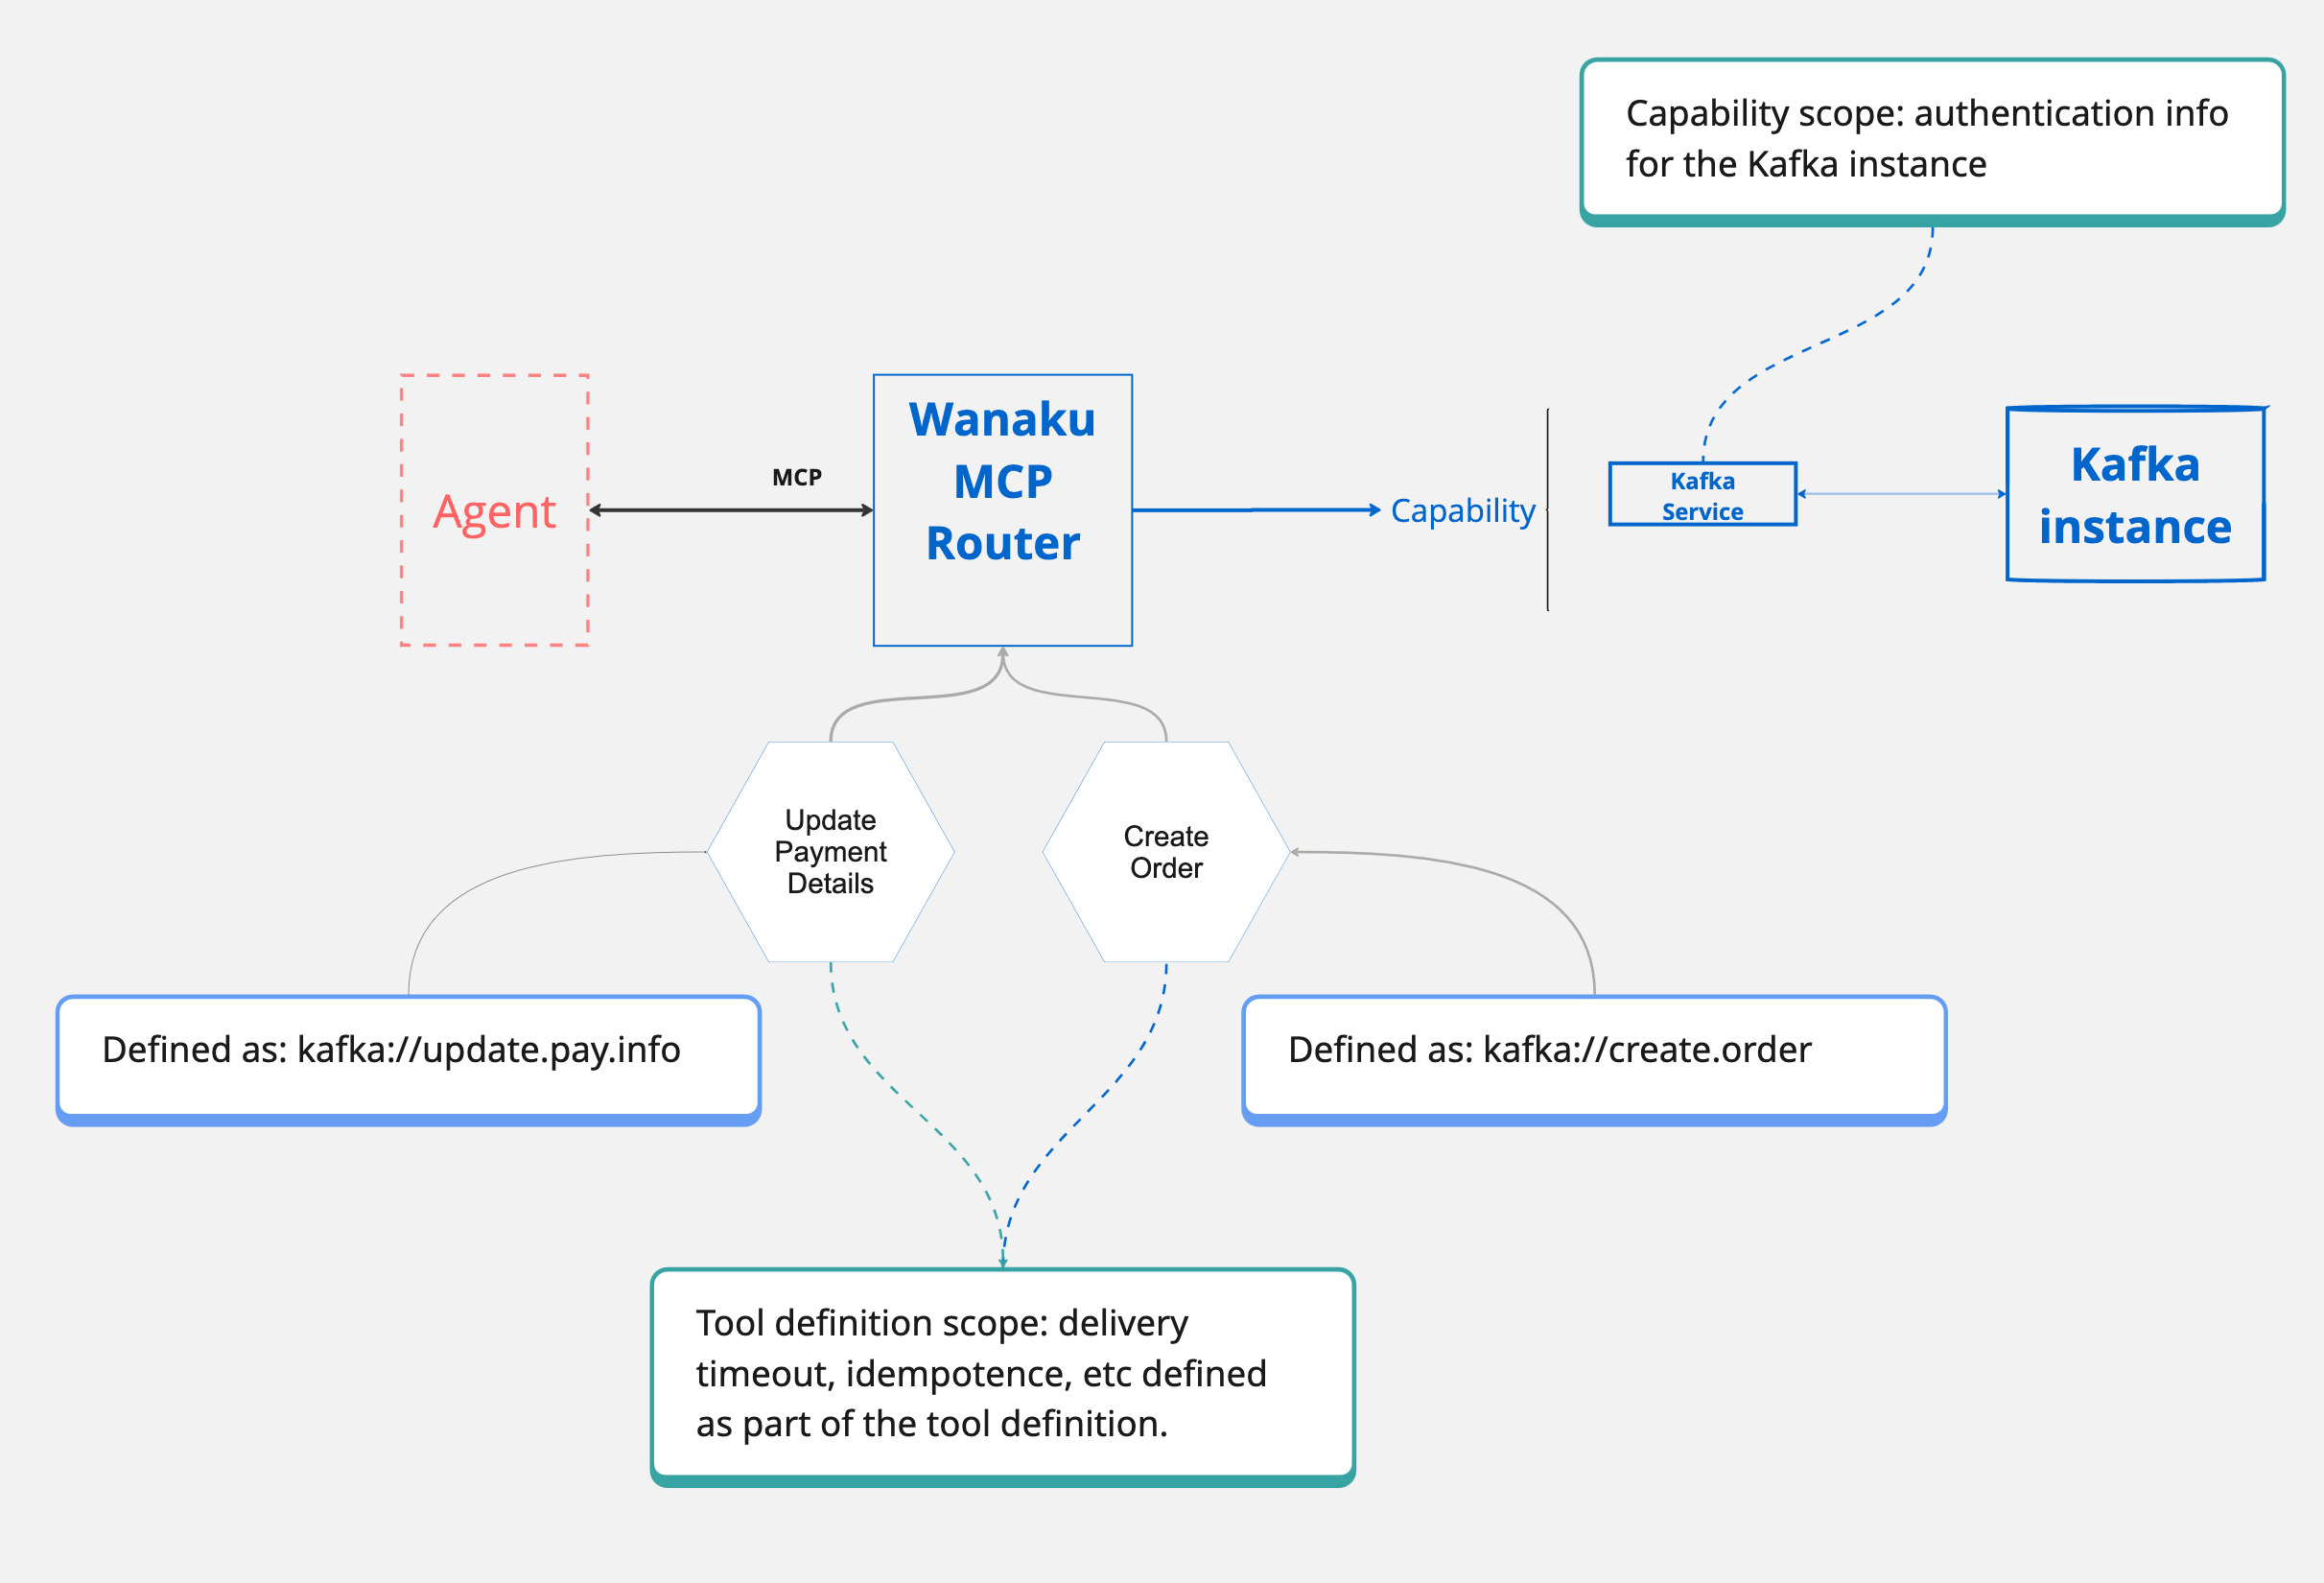 Capability scope: authentication info
for the Kafka instance
Agent
MCP
Wanaku
MCP
Router
Capability
Kafka
Service
Kafka
instance
Update
Payment
Details
Create
Order
Defined as: kafka://update.pay.info
Defined as: kafka://create.order
Tool definition scope: delivery
timeout, idempotence, etc defined
as part of the tool definition.